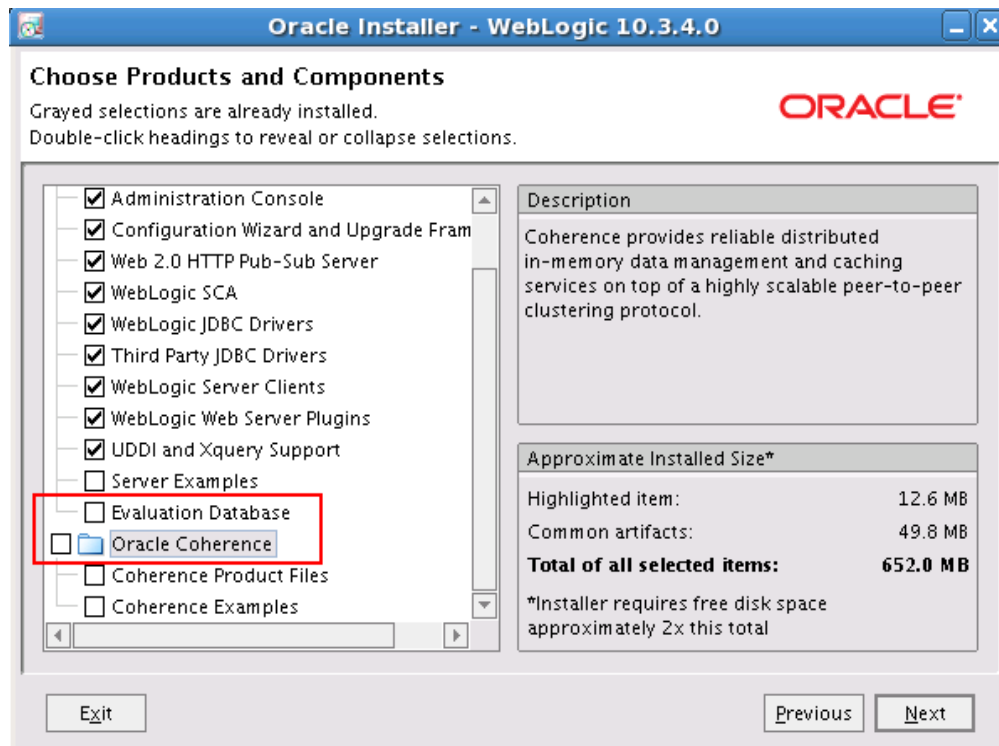 Oracle Installer - WebLogic 10.3.4.0
Choose Products and Components
Grayed selections are already installed.
Double-click headings to reveal or collapse selections.
ORACLE
Administration Console
Configuration Wizard and Upgrade Fram
Web 2.0 HTTP Pub-Sub Server
WebLogic SCA
WebLogic JDBC Drivers
Third Party JDBC Drivers
WebLogic Server Clients
WebLogic Web Server Plugins
UDDI and Xquery Support
Server Examples
Evaluation Database
Oracle Coherence
Coherence Product Files
Coherence Examples
Description
Coherence provides reliable distributed
in-memory data management and caching
services on top of a highly scalable peer-to-peer
clustering protocol.
Approximate Installed Size*
Highlighted item: 12.6 MB
Common artifacts: 49.8 MB
Total of all selected items: 652.0 MB
*Installer requires free disk space
approximately 2x this total
Exit
Previous
Next